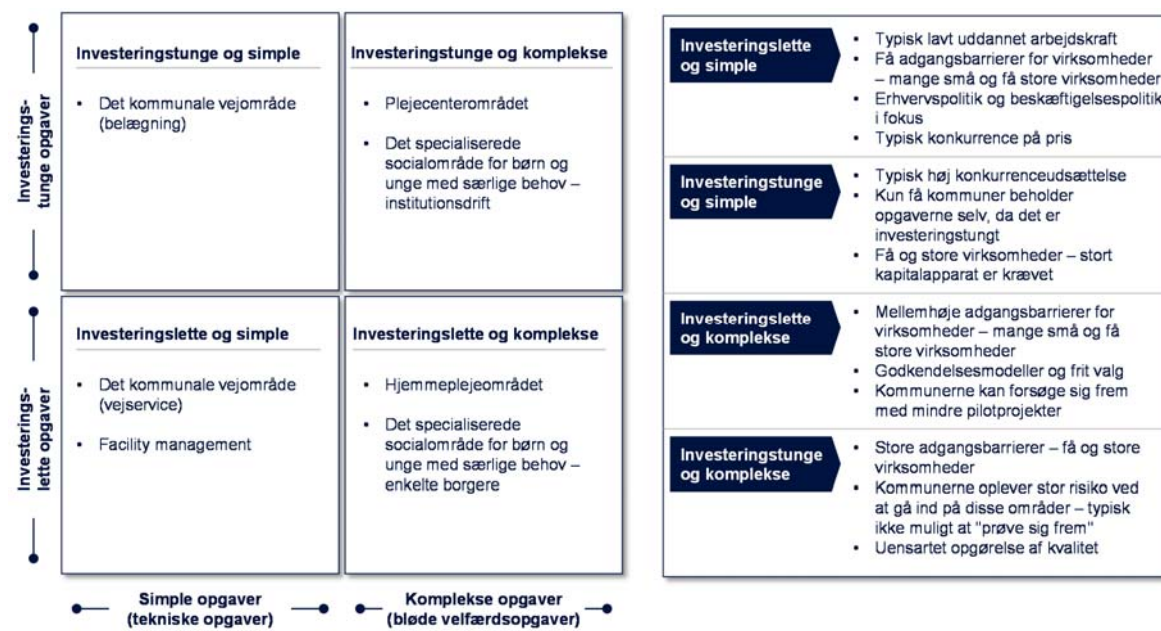 Investerings-
tunge opgaver
Investeringstunge og simple
• Det kommunale vejområde
(belægning)
Investeringstunge og komplekse
• Plejecenterområdet
• Det specialiserede
socialområde for børn og
unge med særlige behov –
institutionsdrift
Investerings-
lette opgaver
Investeringslette og simple
• Det kommunale vejområde
(vejservice)
• Facility management
Investeringslette og komplekse
• Hjemmeplejeområdet
• Det specialiserede
socialområde for børn og
unge med særlige behov –
enkelte borgere
Simple opgaver
(tekniske opgaver)
Komplekse opgaver
(bløde velfærdsopgaver)
Investeringslette
og simple
• Typisk lavt uddannet arbejdskraft
• Få adgangsbarrierer for virksomheder
– mange små og få store virksomheder
• Erhvervspolitik og beskæftigelsespolitik
i fokus
• Typisk konkurrence på pris
Investeringstunge
og simple
• Typisk høj konkurrenceudsættelse
• Kun få kommuner beholder
opgaverne selv, da det er
investeringstungt
• Få og store virksomheder – stort
kapitalapparat er krævet
Investeringslette
og komplekse
• Mellemhøje adgangsbarrierer for
virksomheder – mange små og få
store virksomheder
• Godkendelsesmodeller og frit valg
• Kommunerne kan forsøge sig frem
med mindre pilotprojekter
Investeringstunge
og komplekse
• Store adgangsbarrierer – få og store
virksomheder
• Kommunerne oplever stor risiko ved
at gå ind på disse områder – typisk
ikke muligt at "prøve sig frem"
• Uensartet opgørelse af kvalitet